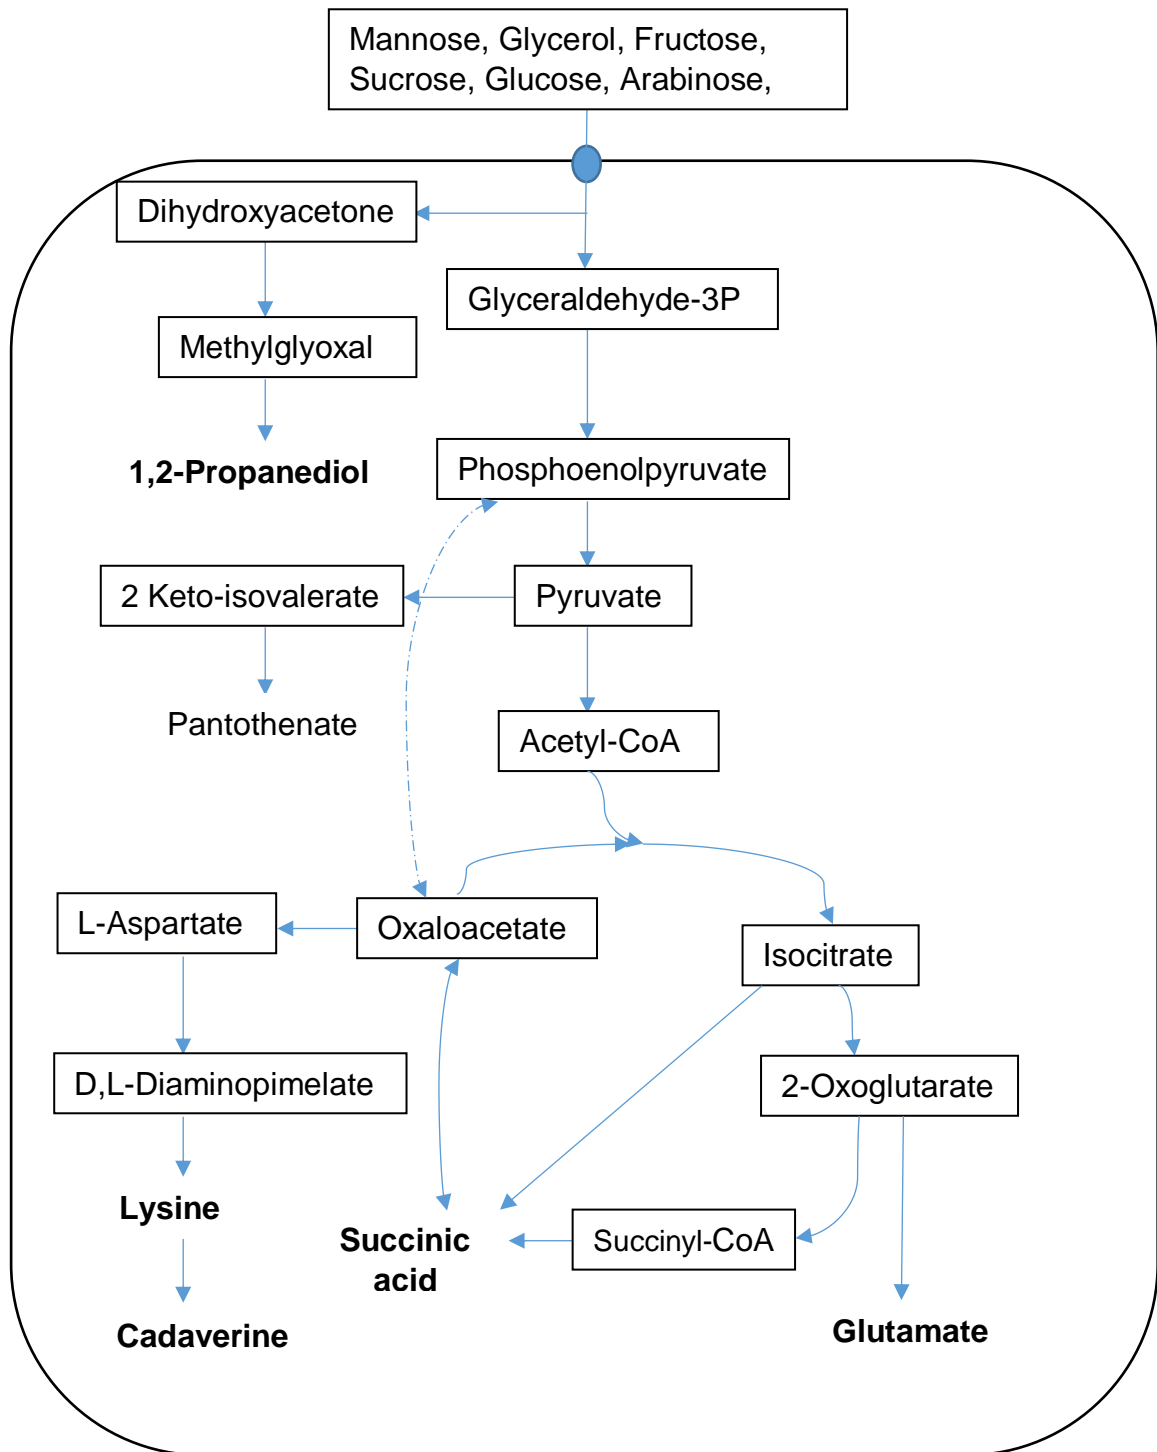 Mannose, Glycerol, Fructose,
Sucrose, Glucose, Arabinose,
Dihydroxyacetone
Glyceraldehyde-3P
Methylglyoxal
1,2-Propanediol
Phosphoenolpyruvate
2 Keto-isovalerate
Pyruvate
Pantothenate
Acetyl-CoA
L-Aspartate
Oxaloacetate
Isocitrate
D,L-Diaminopimelate
2-Oxoglutarate
Lysine
Succinic
acid
Succinyl-CoA
Cadaverine
Glutamate